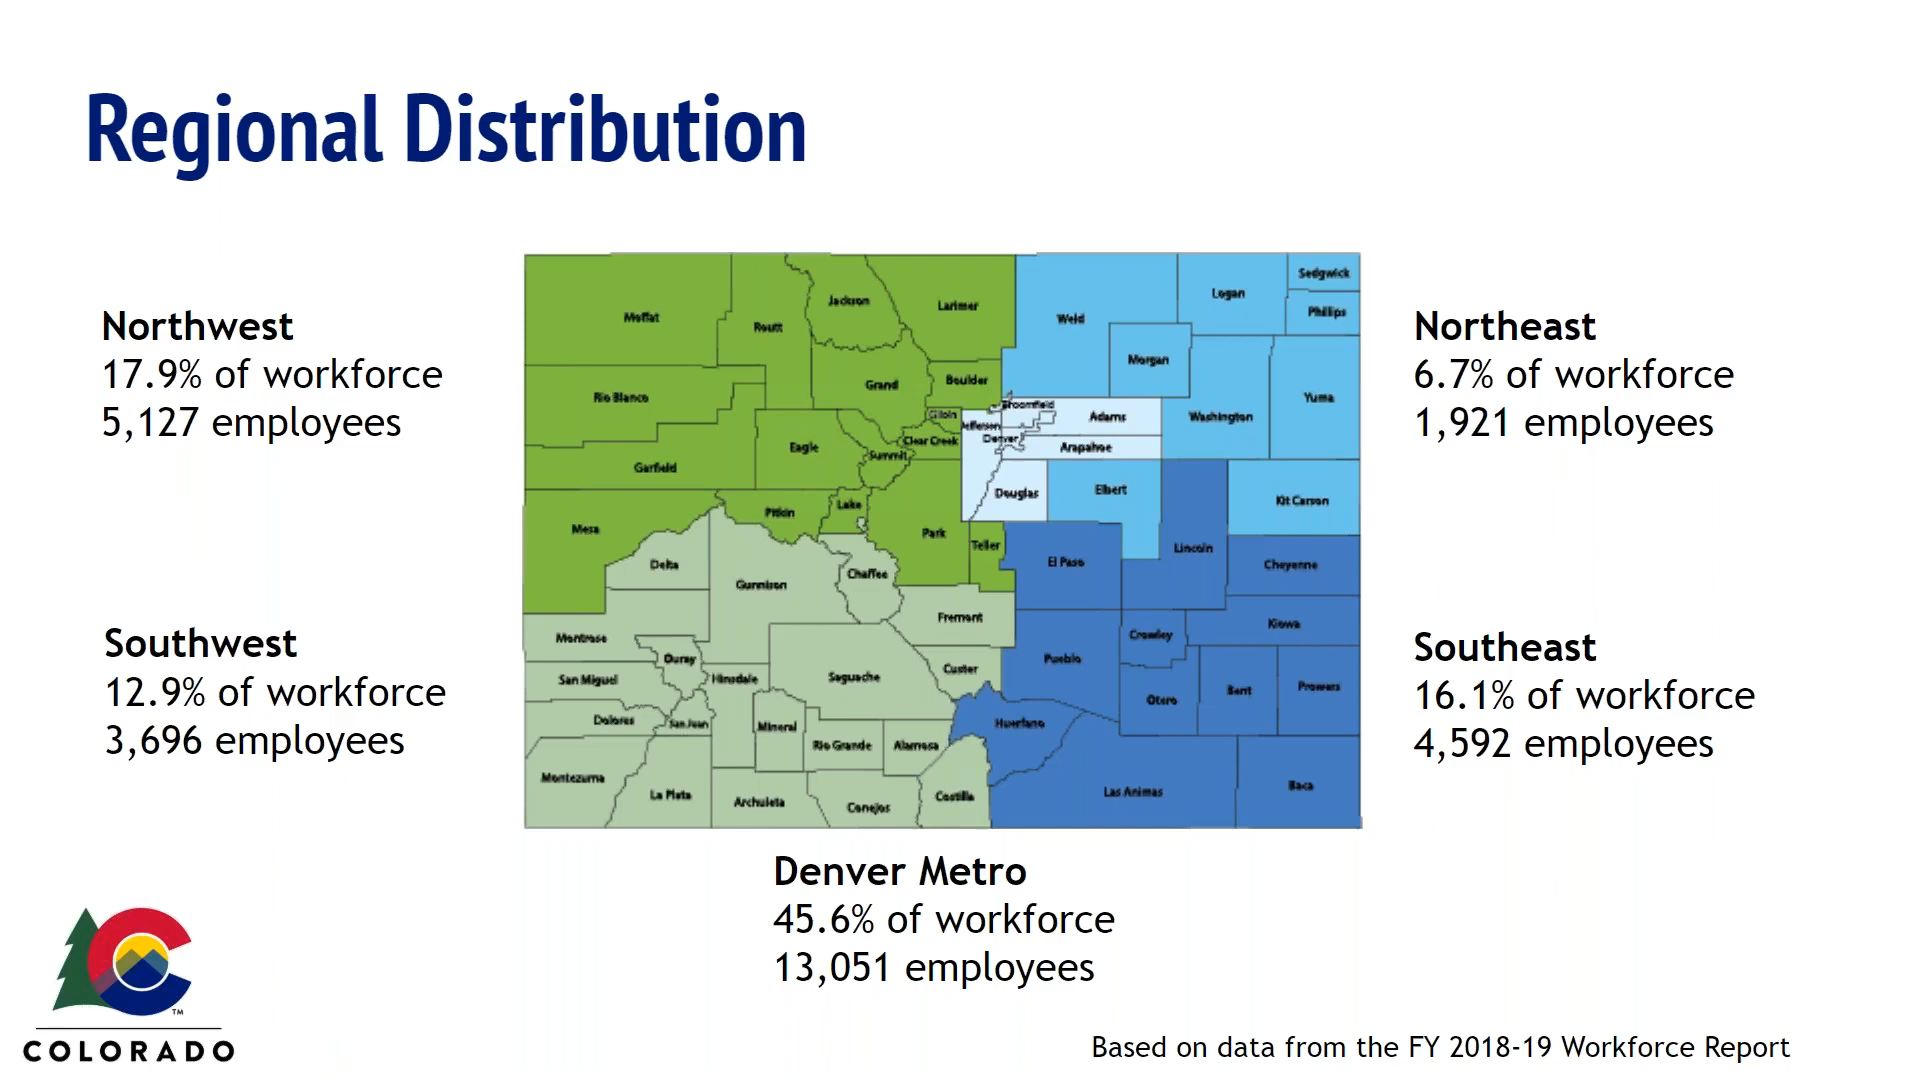 Regional Distribution
Northwest
17.9% of workforce
5,127 employees
Southwest
12.9% of workforce
3,696 employees
Moffat
Routt
Jackson
Larimer
Weld
Logan
Sedgwick
Phillips
Morgan
Rio Blanco
Grand
Boulder
Yuma
Washington
Gilpin
Broomfield
Adams
Jefferson
Denver
Clear Creek
Arapahoe
Eagle
Summit
Garfield
Douglas
Elbert
Kit Carson
Lake
Pitkin
Mesa
Park
Teller
Lincoln
El Paso
Cheyenne
Delta
Gunnison
Chaffee
Fremont
Kiowa
Crowley
Montrose
Ouray
Pueblo
Custer
San Miguel
Hinsdale
Saguache
Otero
Bent
Prowers
Dolores
San Juan
Mineral
Huerfano
Rio Grande
Alamosa
Montezuma
La Plata
Archuleta
Conejos
Costilla
Las Animas
Baca
Northeast
6.7% of workforce
1,921 employees
Southeast
16.1% of workforce
4,592 employees
Denver Metro
45.6% of workforce
13,051 employees
TM
COLORADO
Based on data from the FY 2018-19 Workforce Report